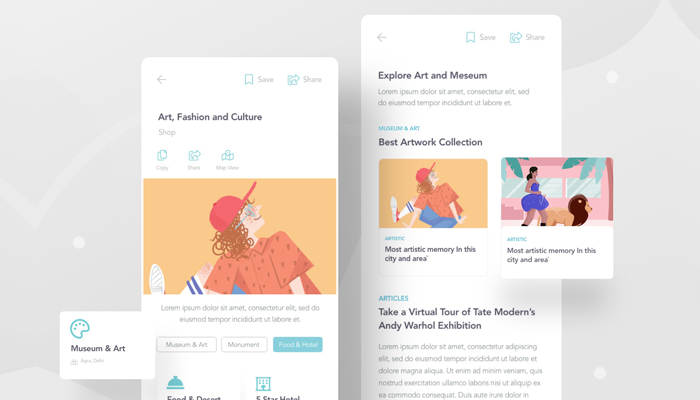 Save
Share
Art, Fashion and Culture
Shop
Copy
Share
Map View
Lorem ipsum dolor sit amet, consectetur elit sed do
eiusmod tempor incididunt ut labore et.
Museum & Art
Monument
Food & Hotel
Food & Desert
5 Star Hotel
Museum & Art
Agra, Delhi
Save
Share
Explore Art and Meseum
Lorem ipsum dolor sit amet, consectetur elit, sed
do eiusmod tempor incididunt ut labore et.
MUSEUM & ART
Best Artwork Collection
ARTISTIC
Most artistic memory In this
city and area'
ARTISTIC
Most artistic memory In this
city and area'
ARTICLES
Take a Virtual Tour of Tate Modern's
Andy Warhol Exhibition
Lorem ipsum dolor sit amet, consectetur adipiscing
elit, sed do eiusmod tempor incididunt ut labore et
dolore magna aliqua. Ut enim ad minim veniam, quis
nostrud exercitation ullamco laboris nisi ut aliquip ex
ea commodo consequat. Duis aute irure dolor in